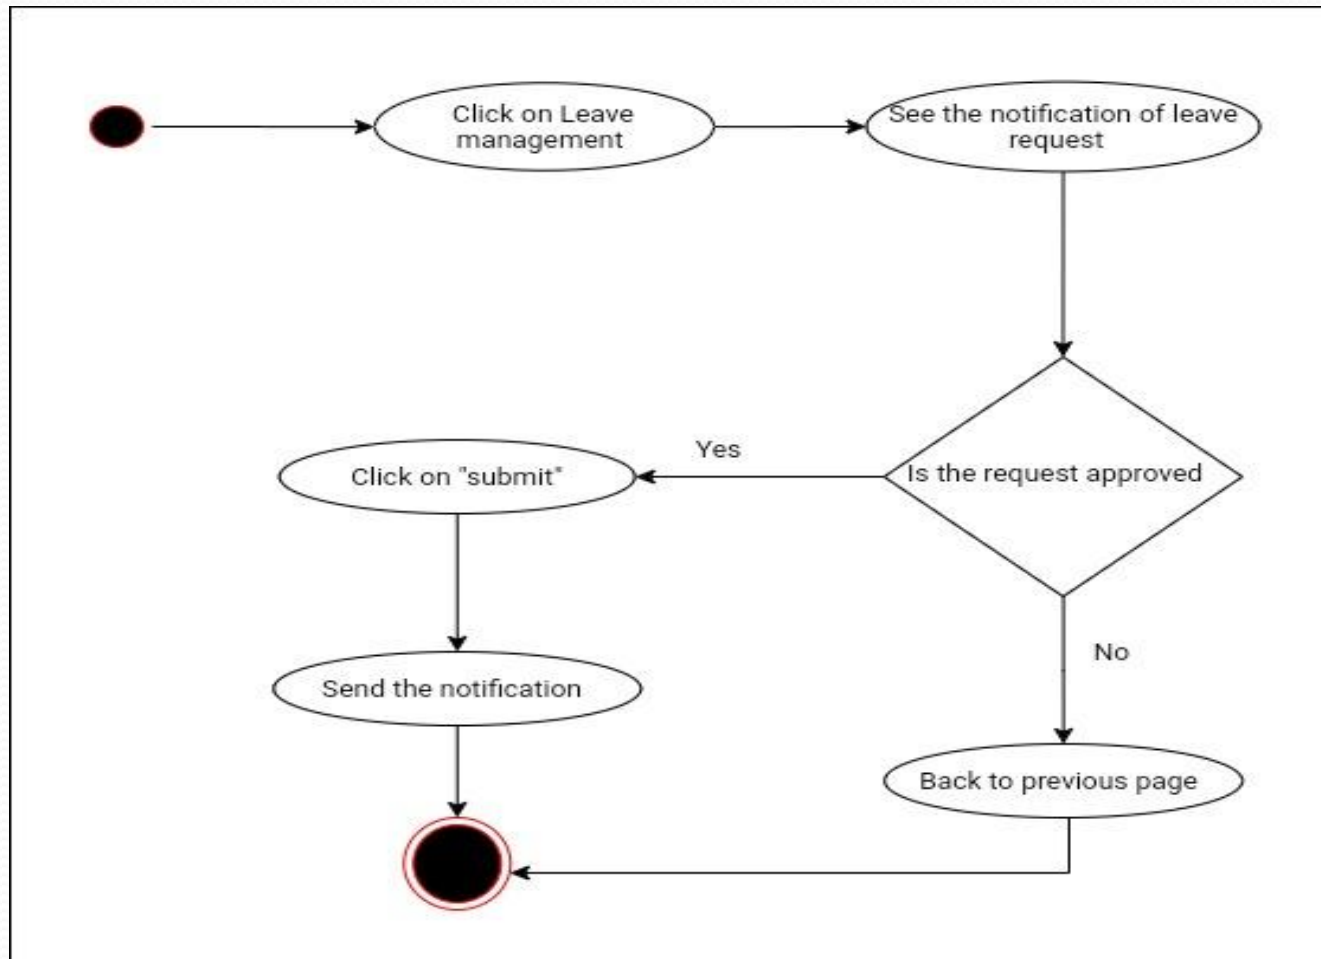 Click on Leave
management
See the notification of leave
request
Is the request approved
Yes
Click on "submit"
No
Send the notification
Back to previous page